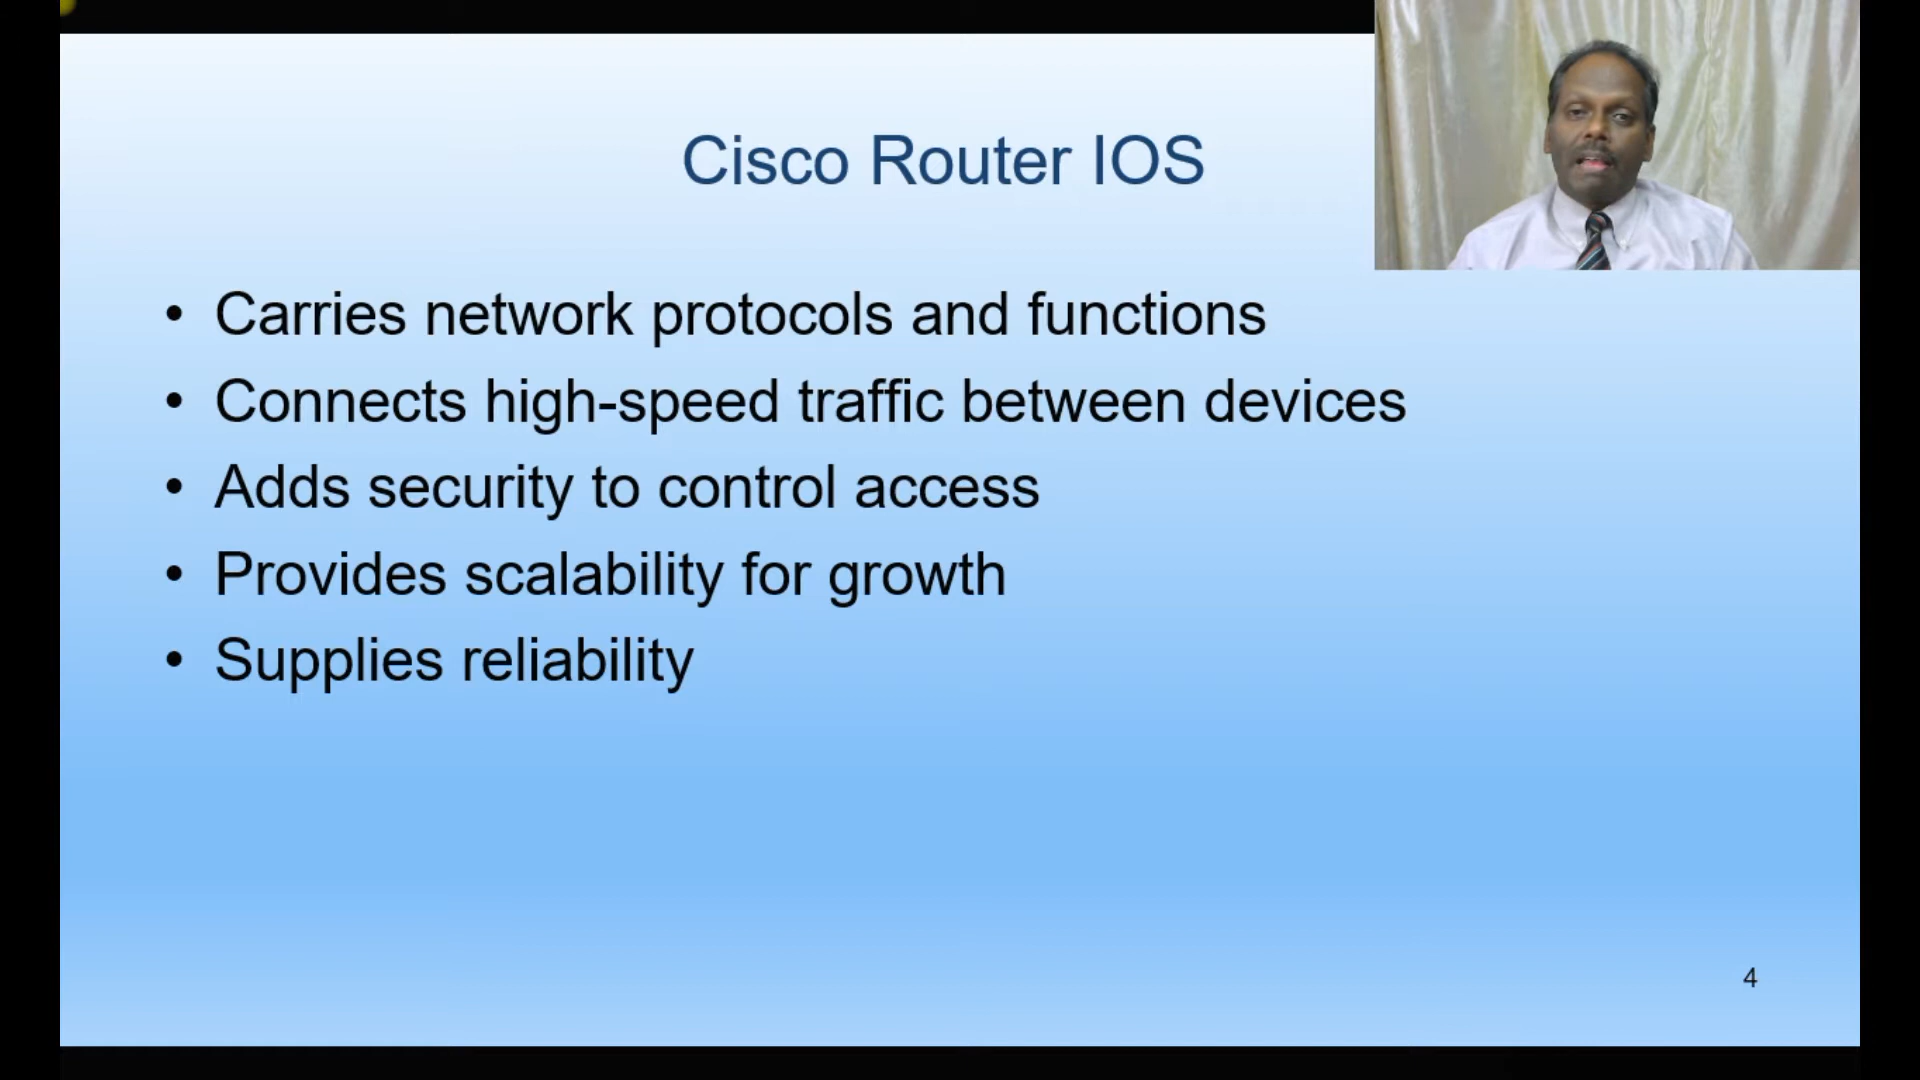 Cisco Router IOS
• Carries network protocols and functions
• Connects high-speed traffic between devices
• Adds security to control access
• Provides scalability for growth
• Supplies reliability
4